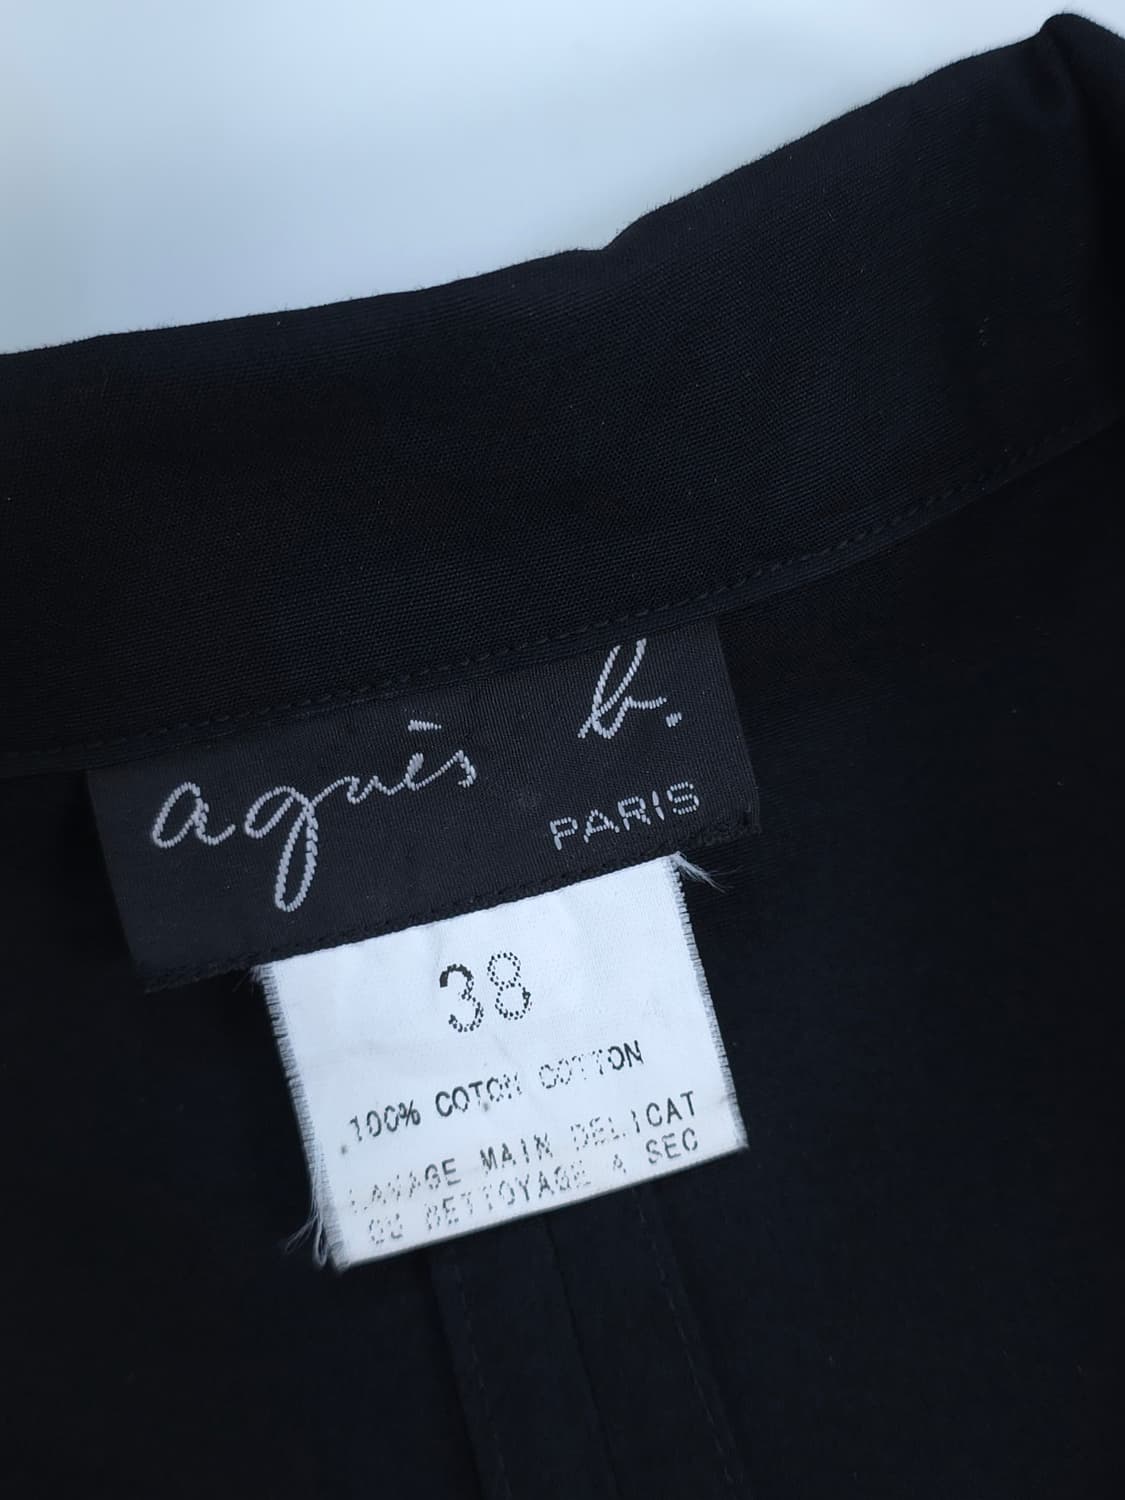 agnès b.
PARIS
38
100% COTON COTTON
LAVAGE MAIN DELICAT
OU NETTOYAGE A SEC